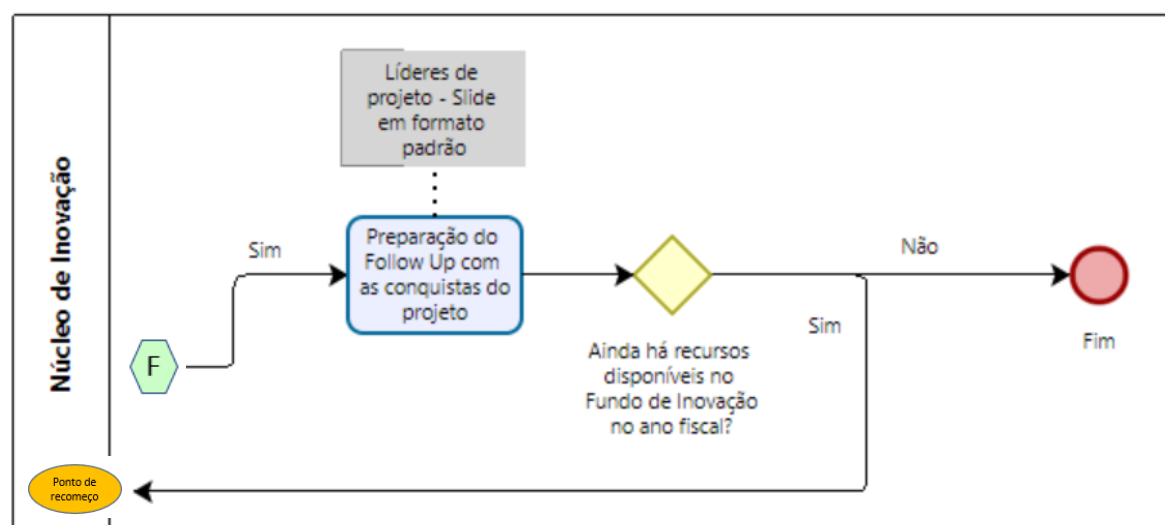 Núcleo de Inovação
Líderes de
projeto - Slide
em formato
padrão
F
Sim
Preparação do
Follow Up com
as conquistas do
projeto
Ainda há recursos
disponíveis no
Fundo de Inovação
no ano fiscal?
Não
Sim
Fim
Ponto de
recomeço